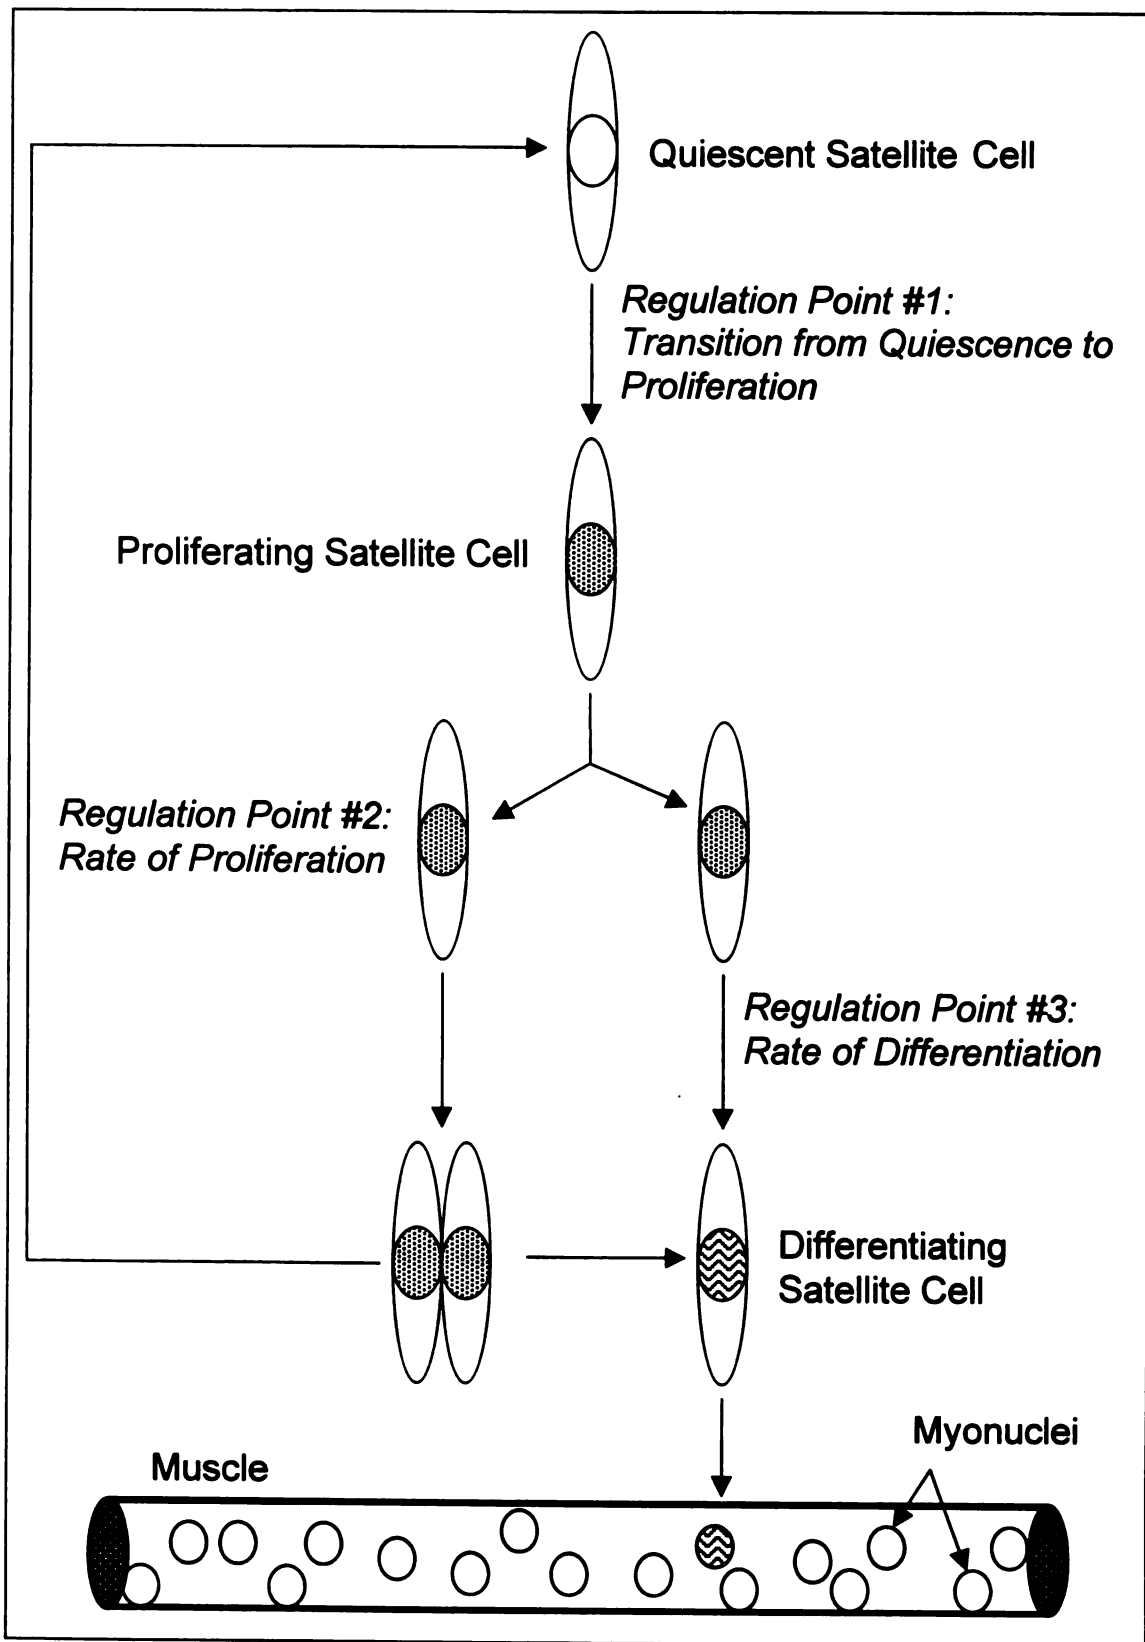 Quiescent Satellite Cell
Regulation Point #1:
Transition from Quiescence to
Proliferation
Proliferating Satellite Cell
Regulation Point #2:
Rate of Proliferation
Regulation Point #3:
Rate of Differentiation
Differentiating
Satellite Cell
Myonuclei
Muscle